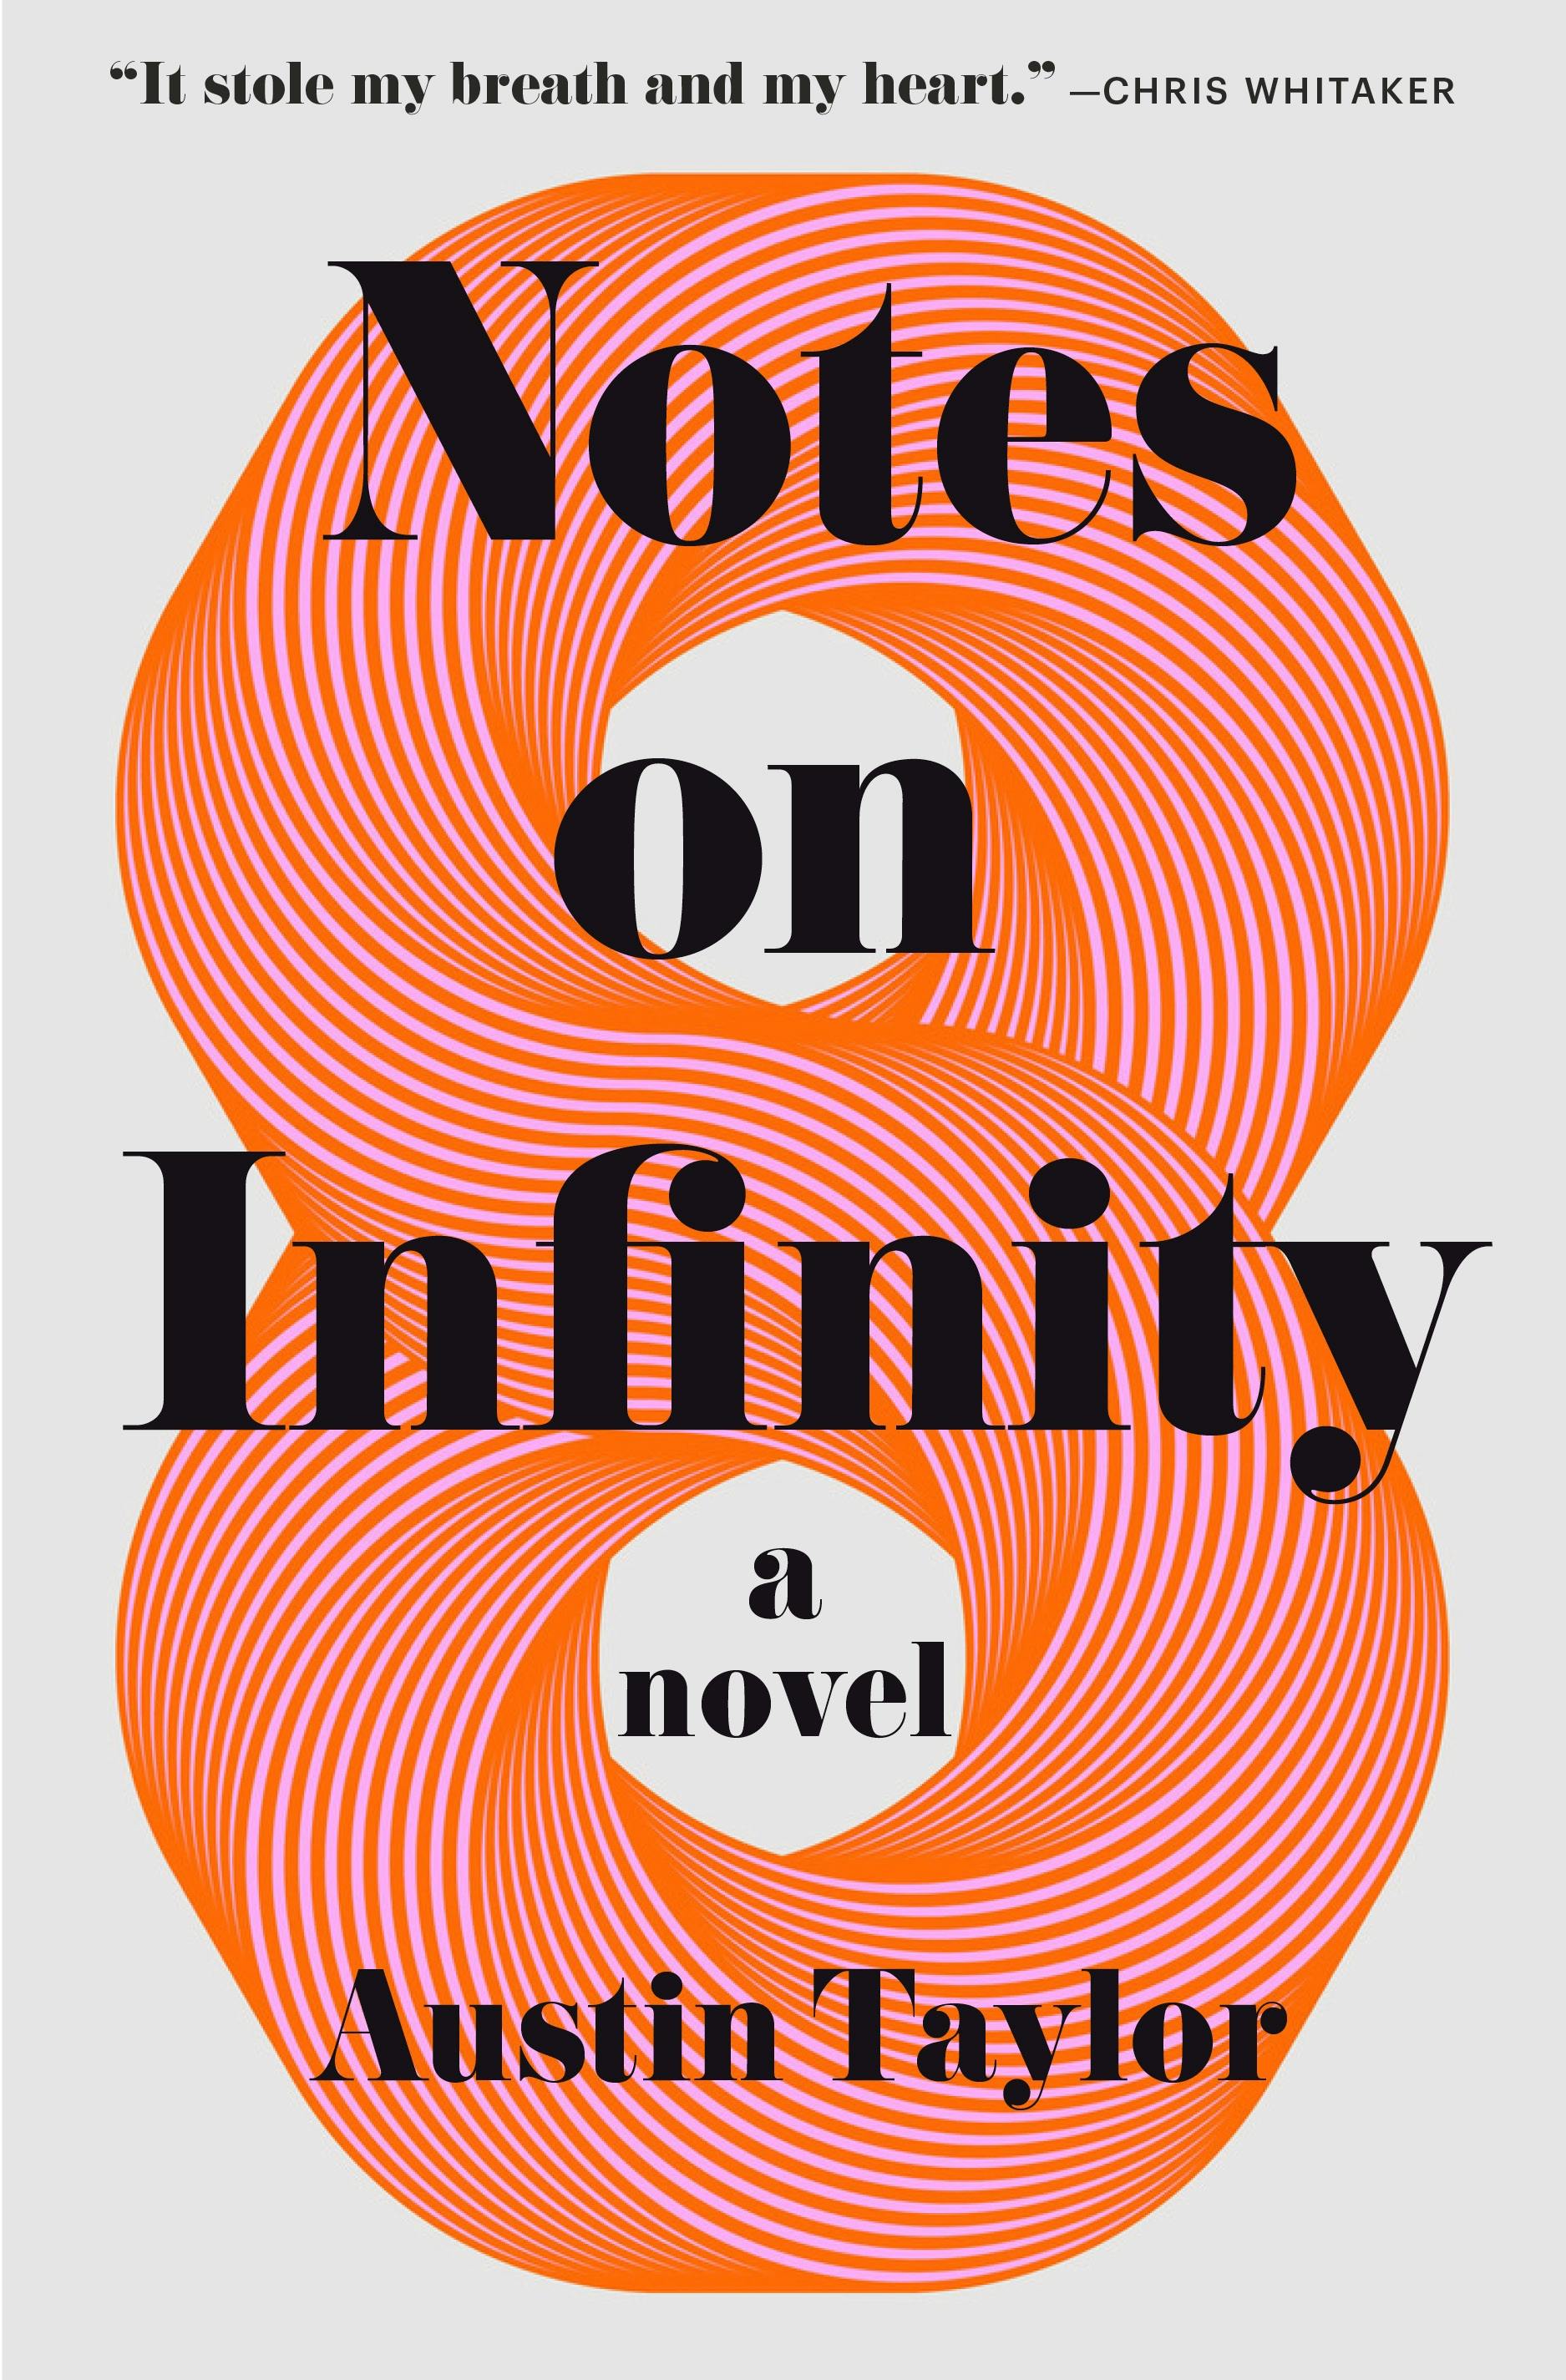 “It stole my breath and my heart.” —CHRIS WHITAKER
Notes
on
Infinity
a
novel
Austin Taylor